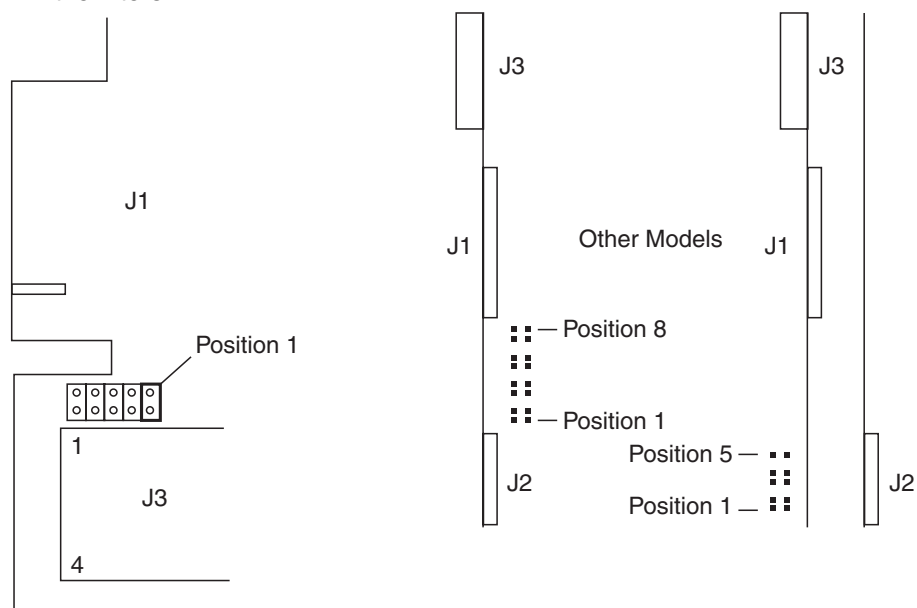 J1
Position 1
1
J3
4
J3
J1
Other Models
Position 8
Position 1
J2
J3
J1
Position 5
Position 1
J2